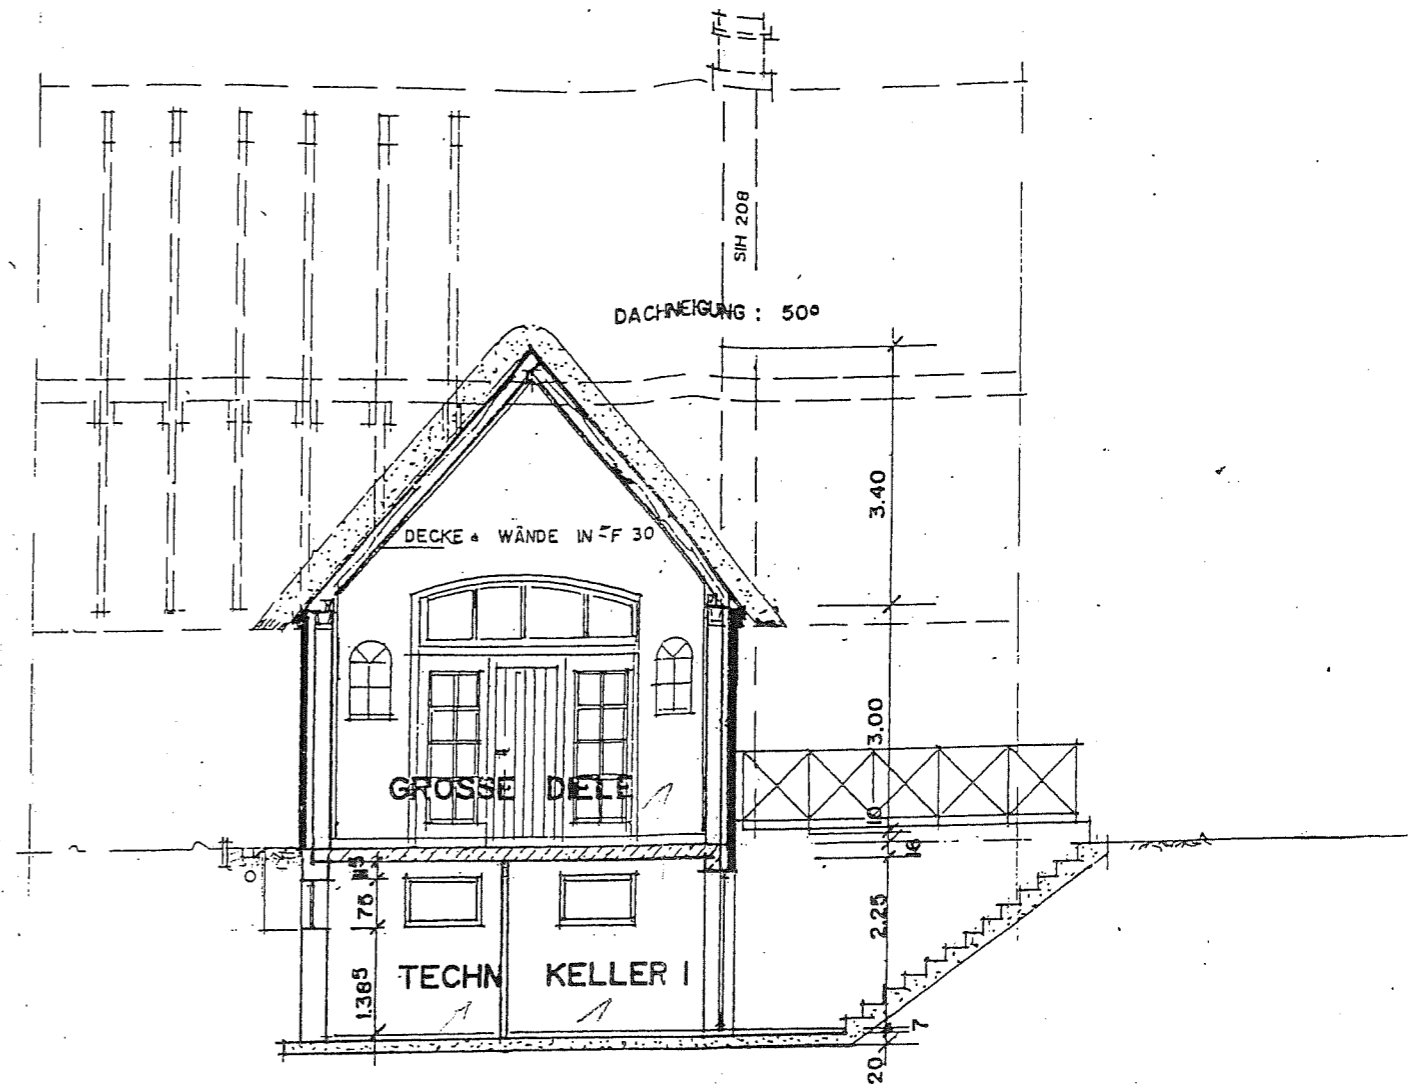 SIH 208
DACHNEIGUNG : 50°
3.40
DECKE + WÄNDE IN F 30
3.00
GROSSE DIELE
10
16
11⁵
75
2.25
TECHN KELLER I
1.38⁵
7
20